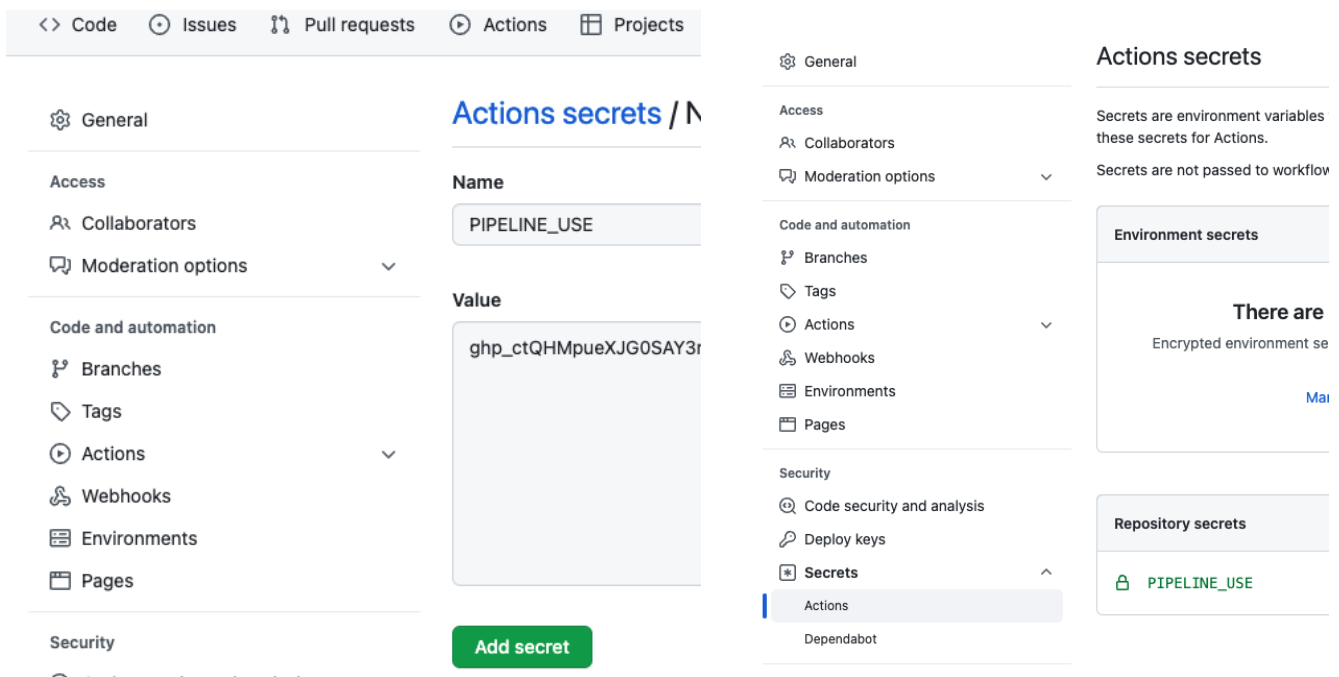 Code
Issues
Pull requests
Actions
Projects
General
Access
Collaborators
Moderation options
Code and automation
Branches
Tags
Actions
Webhooks
Environments
Pages
Security
Actions secrets /
Name
PIPELINE_USE
Value
ghp_ctQHMpueXJG0SAY3
Add secret
General
Access
Collaborators
Moderation options
Code and automation
Branches
Tags
Actions
Webhooks
Environments
Pages
Security
Code security and analysis
Deploy keys
Secrets
Actions
Dependabot
Actions secrets
Secrets are environment variables
these secrets for Actions.
Secrets are not passed to workflow
Environment secrets
There are
Encrypted environment se
Mar
Repository secrets
PIPELINE_USE